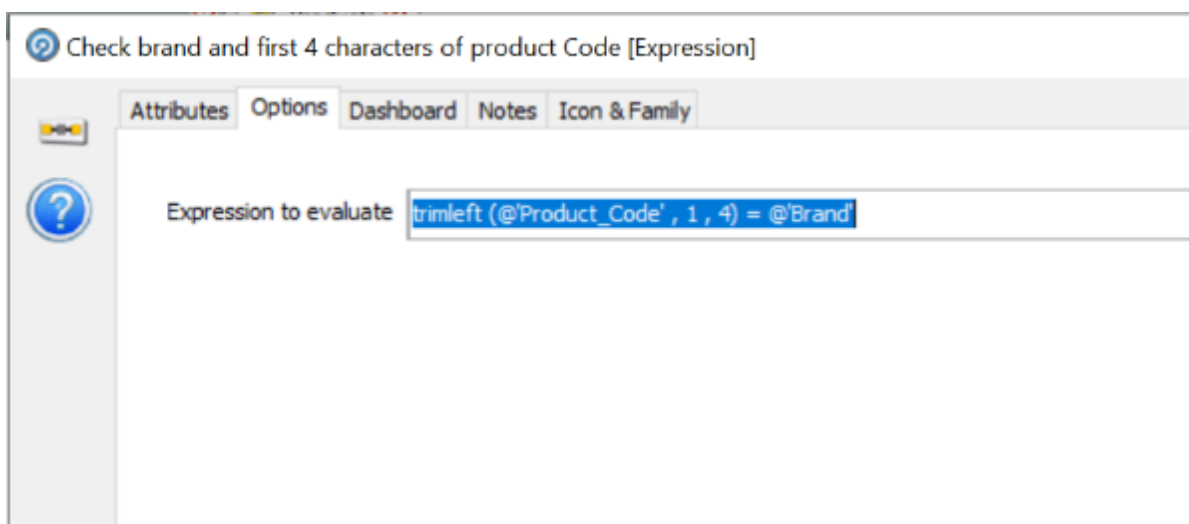 Check brand and first 4 characters of product Code [Expression]
Attributes Options Dashboard Notes Icon & Family
Expression to evaluate trimleft (@'Product_Code' , 1 , 4) = @'Brand'